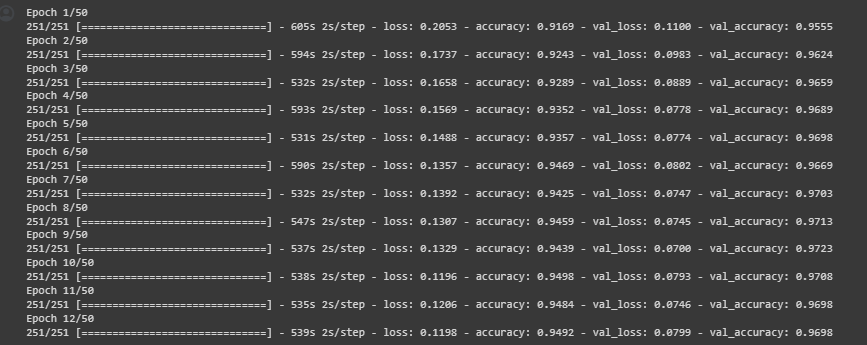 Epoch 1/50
251/251 [==============================] - 605s 2s/step - loss: 0.2053 - accuracy: 0.9169 - val_loss: 0.1100 - val_accuracy: 0.9555
Epoch 2/50
251/251 [==============================] - 594s 2s/step - loss: 0.1737 - accuracy: 0.9243 - val_loss: 0.0983 - val_accuracy: 0.9624
Epoch 3/50
251/251 [==============================] - 532s 2s/step - loss: 0.1658 - accuracy: 0.9289 - val_loss: 0.0889 - val_accuracy: 0.9659
Epoch 4/50
251/251 [==============================] - 593s 2s/step - loss: 0.1569 - accuracy: 0.9352 - val_loss: 0.0778 - val_accuracy: 0.9689
Epoch 5/50
251/251 [==============================] - 531s 2s/step - loss: 0.1488 - accuracy: 0.9357 - val_loss: 0.0774 - val_accuracy: 0.9698
Epoch 6/50
251/251 [==============================] - 590s 2s/step - loss: 0.1357 - accuracy: 0.9469 - val_loss: 0.0802 - val_accuracy: 0.9669
Epoch 7/50
251/251 [==============================] - 532s 2s/step - loss: 0.1392 - accuracy: 0.9425 - val_loss: 0.0747 - val_accuracy: 0.9703
Epoch 8/50
251/251 [==============================] - 547s 2s/step - loss: 0.1307 - accuracy: 0.9459 - val_loss: 0.0745 - val_accuracy: 0.9713
Epoch 9/50
251/251 [==============================] - 537s 2s/step - loss: 0.1329 - accuracy: 0.9439 - val_loss: 0.0700 - val_accuracy: 0.9723
Epoch 10/50
251/251 [==============================] - 538s 2s/step - loss: 0.1196 - accuracy: 0.9498 - val_loss: 0.0793 - val_accuracy: 0.9708
Epoch 11/50
251/251 [==============================] - 535s 2s/step - loss: 0.1206 - accuracy: 0.9484 - val_loss: 0.0746 - val_accuracy: 0.9698
Epoch 12/50
251/251 [==============================] - 539s 2s/step - loss: 0.1198 - accuracy: 0.9492 - val_loss: 0.0799 - val_accuracy: 0.9698